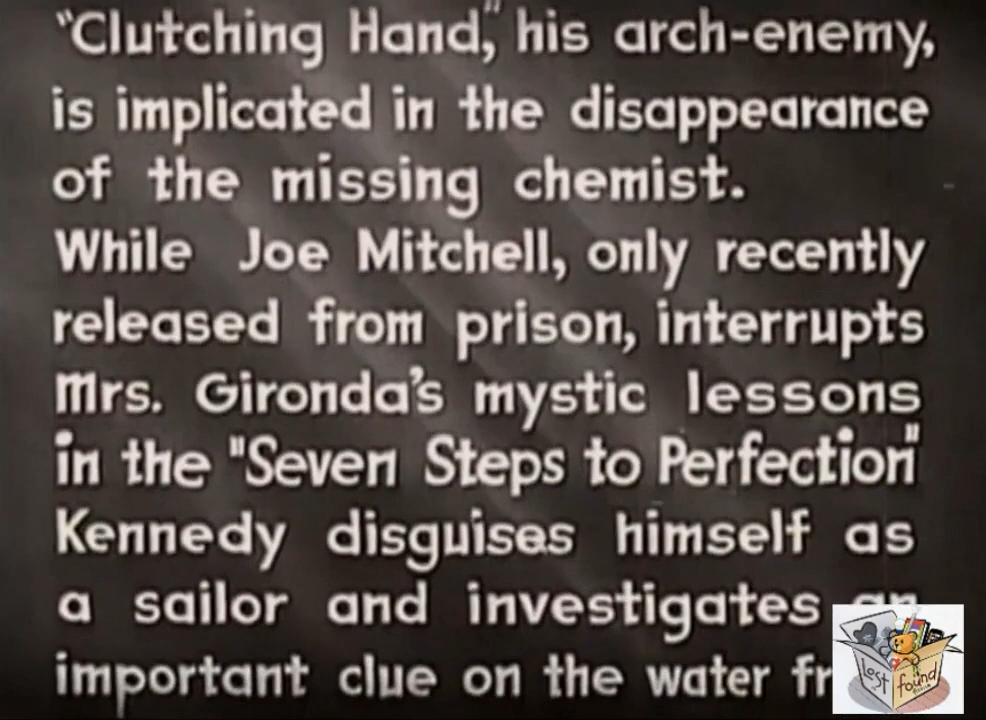 "Clutching Hand," his arch-enemy,
is implicated in the disappearance
of the missing chemist.
While Joe Mitchell, only recently
released from prison, interrupts
Mrs. Gironda's mystic lessons
in the "Seven Steps to Perfection"
Kennedy disguises himself as
a sailor and investigates
important clue on the water
Lost
found